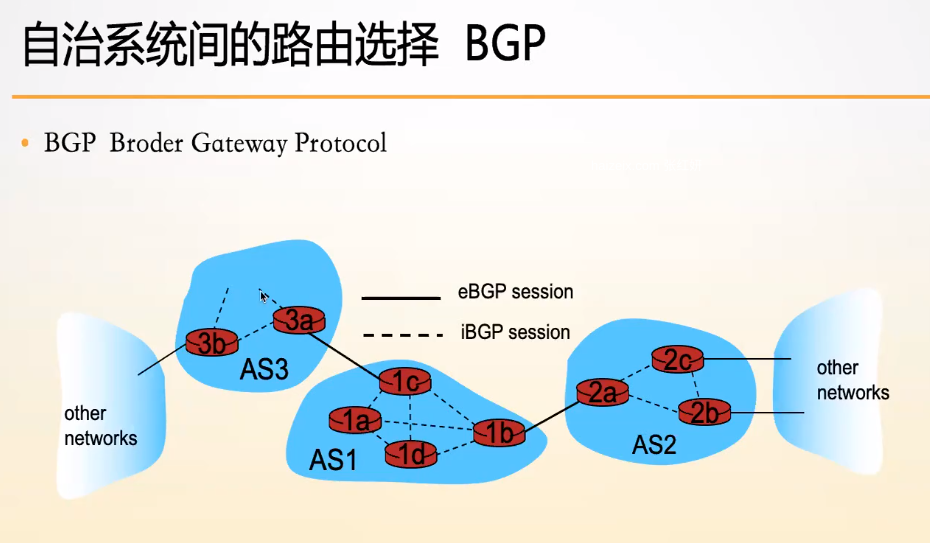 自治系统间的路由选择 BGP
• BGP Broder Gateway Protocol
eBGP session
iBGP session
3a
3b
AS3
other
networks
1c
1a
1b
1d
AS1
2c
2a
2b
AS2
other
networks